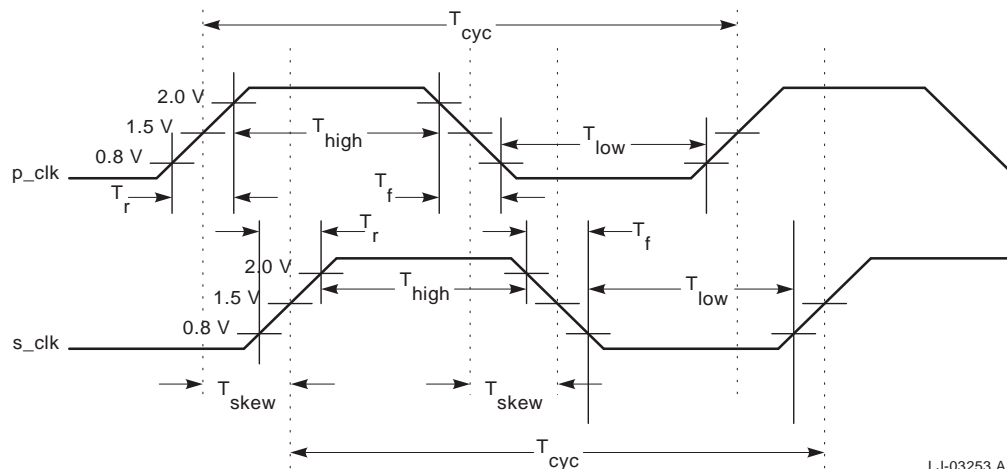 T cyc
2.0 V
T high
1.5 V
T low
0.8 V
p_clk
T r
T f
T r
T f
2.0 V
T high
T low
1.5 V
0.8 V
s_clk
T skew
T skew
T cyc
LJ-03253.A